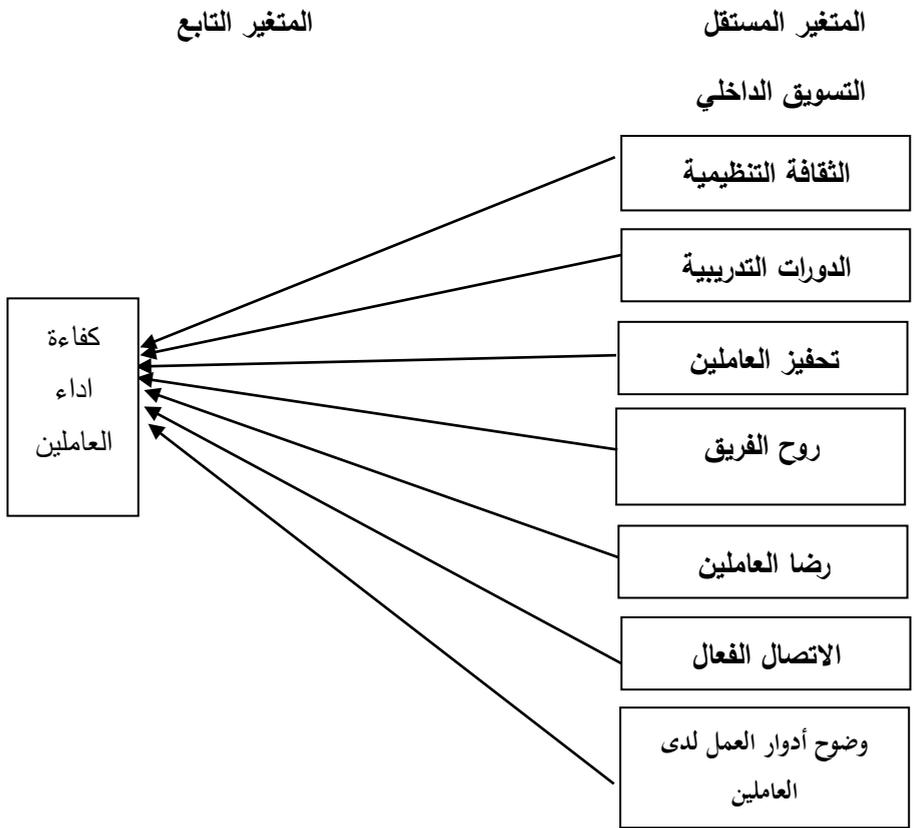 المتغير المستقل
المتغير التابع
التسويق الداخلي
الثقافة التنظيمية
الدورات التدريبية
تحفيز العاملين
روح الفريق
رضا العاملين
الاتصال الفعال
وضوح أدوار العمل لدى
العاملين
كفاءة
اداء
العاملين